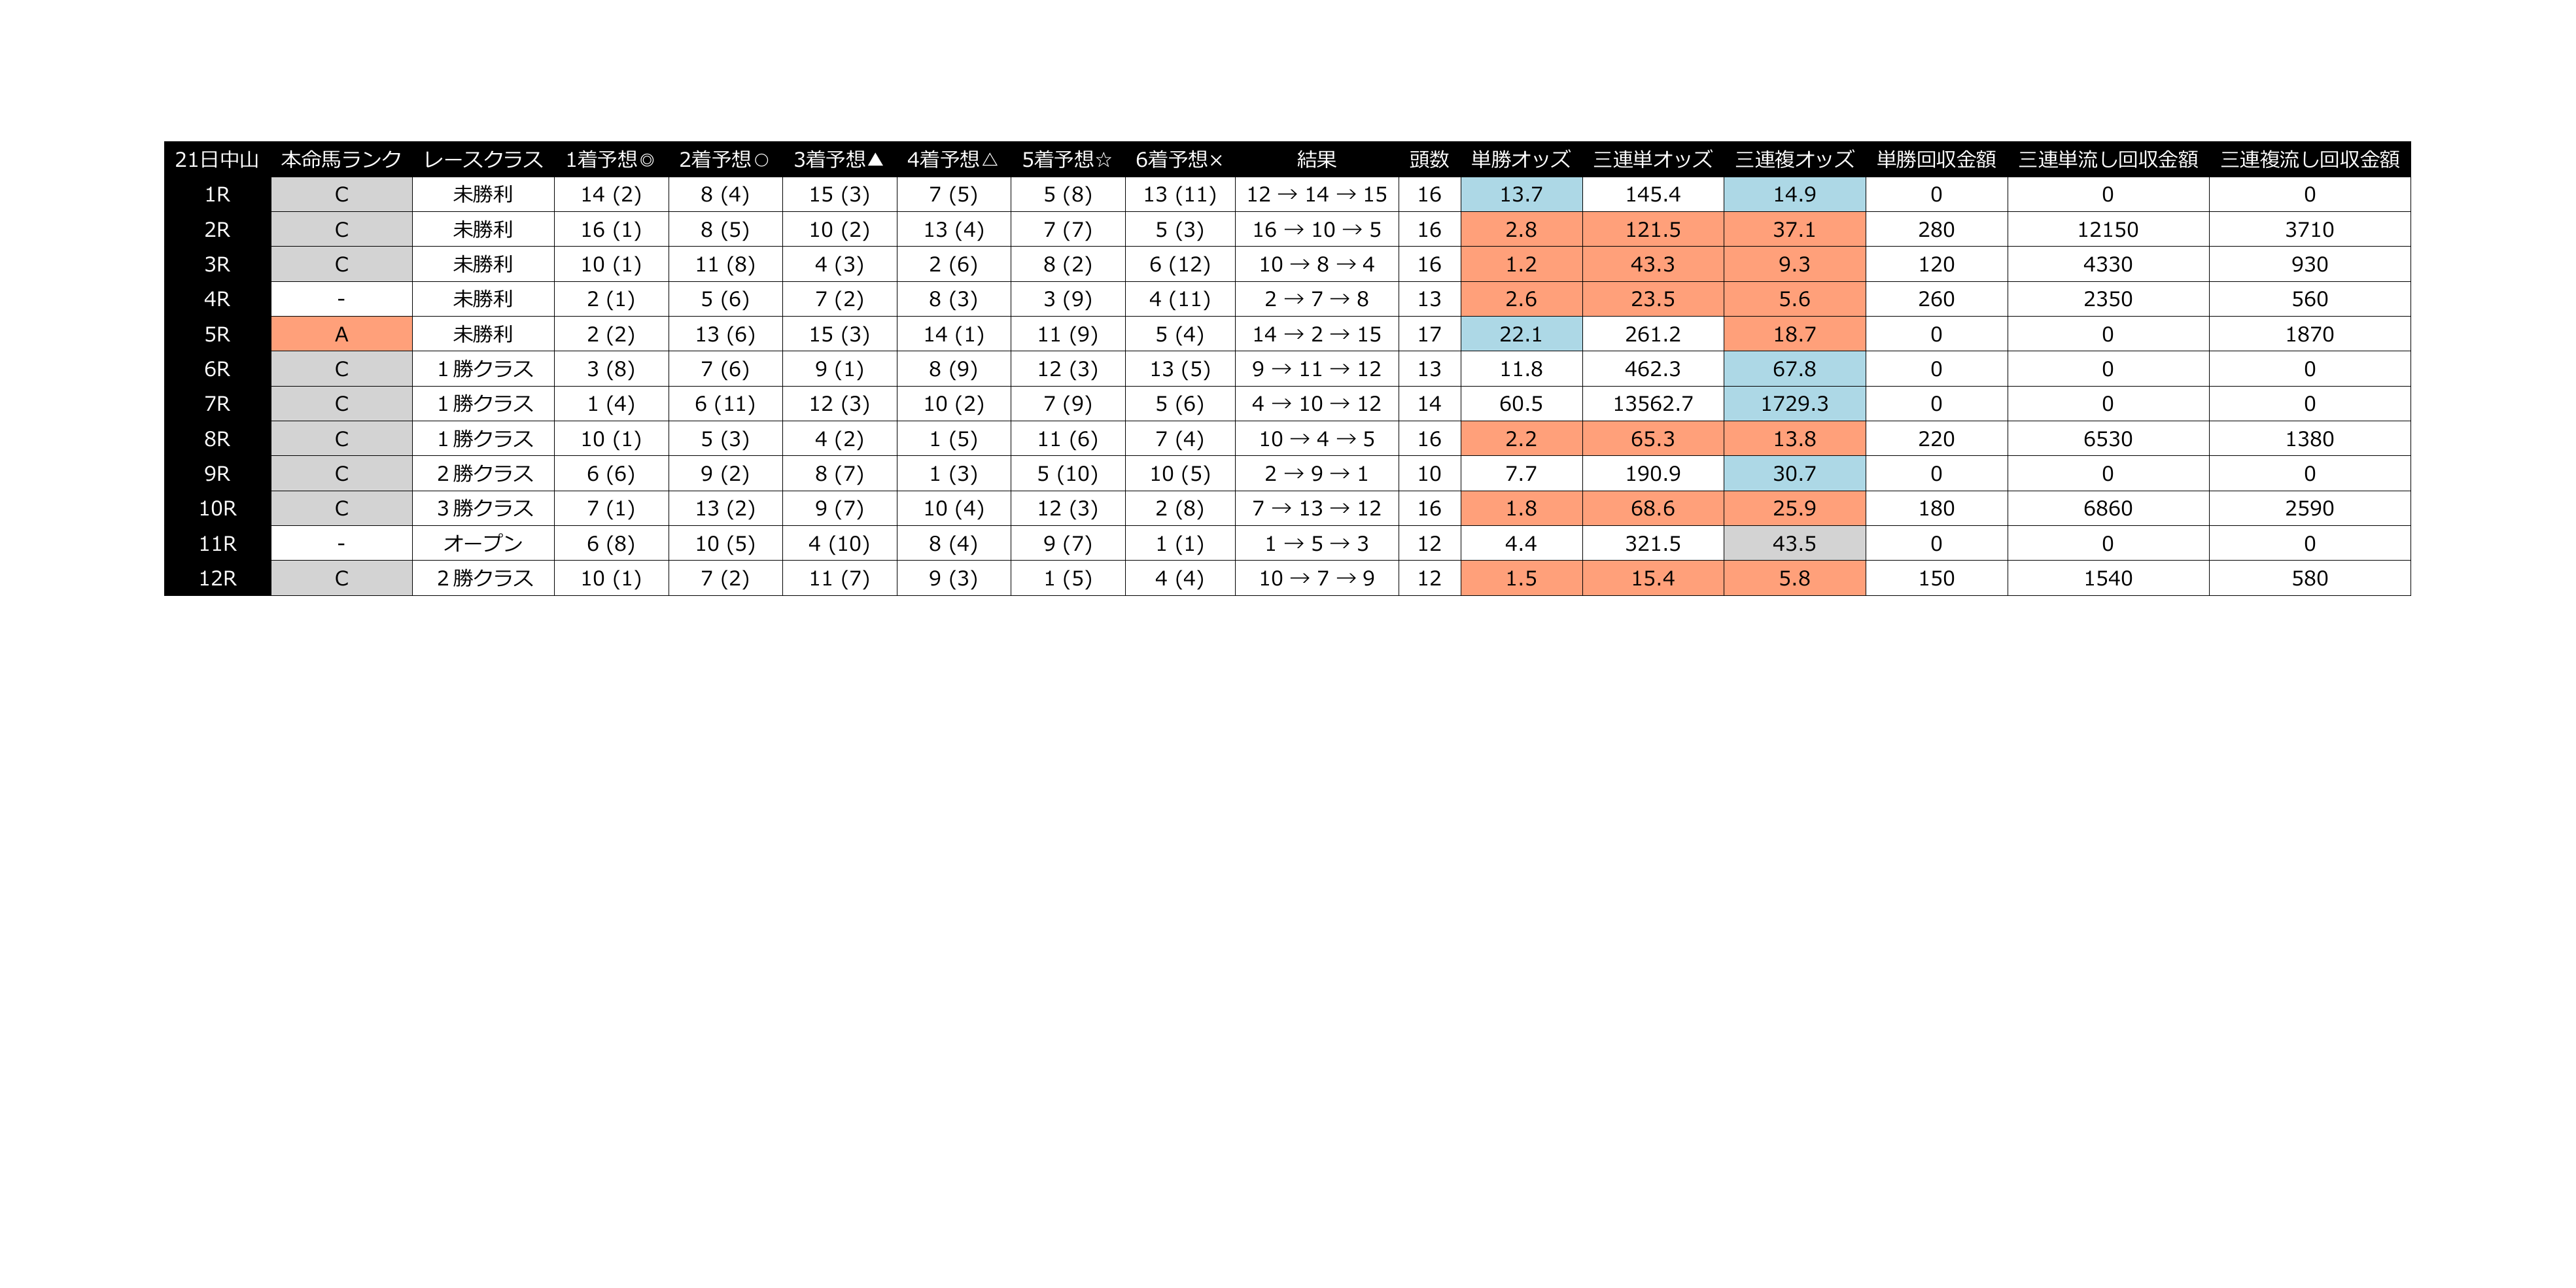 21日中山 本命馬ランク レースクラス 1着予想◎ 2着予想○ 3着予想▲ 4着予想△ 5着予想☆ 6着予想× 結果 頭数 単勝オッズ 三連単オッズ 三連複オッズ 単勝回収金額 三連単流し回収金額 三連複流し回収金額
1R C 未勝利 14 (2) 8 (4) 15 (3) 7 (5) 5 (8) 13 (11) 12 → 14 → 15 16 13.7 145.4 14.9 0 0 0
2R C 未勝利 16 (1) 8 (5) 10 (2) 13 (4) 7 (7) 5 (3) 16 → 10 → 5 16 2.8 121.5 37.1 280 12150 3710
3R C 未勝利 10 (1) 11 (8) 4 (3) 2 (6) 8 (2) 6 (12) 10 → 8 → 4 16 1.2 43.3 9.3 120 4330 930
4R - 未勝利 2 (1) 5 (6) 7 (2) 8 (3) 3 (9) 4 (11) 2 → 7 → 8 13 2.6 23.5 5.6 260 2350 560
5R A 未勝利 2 (2) 13 (6) 15 (3) 14 (1) 11 (9) 5 (4) 14 → 2 → 15 17 22.1 261.2 18.7 0 0 1870
6R C １勝クラス 3 (8) 7 (6) 9 (1) 8 (9) 12 (3) 13 (5) 9 → 11 → 12 13 11.8 462.3 67.8 0 0 0
7R C １勝クラス 1 (4) 6 (11) 12 (3) 10 (2) 7 (9) 5 (6) 4 → 10 → 12 14 60.5 13562.7 1729.3 0 0 0
8R C １勝クラス 10 (1) 5 (3) 4 (2) 1 (5) 11 (6) 7 (4) 10 → 4 → 5 16 2.2 65.3 13.8 220 6530 1380
9R C ２勝クラス 6 (6) 9 (2) 8 (7) 1 (3) 5 (10) 10 (5) 2 → 9 → 1 10 7.7 190.9 30.7 0 0 0
10R C ３勝クラス 7 (1) 13 (2) 9 (7) 10 (4) 12 (3) 2 (8) 7 → 13 → 12 16 1.8 68.6 25.9 180 6860 2590
11R - オープン 6 (8) 10 (5) 4 (10) 8 (4) 9 (7) 1 (1) 1 → 5 → 3 12 4.4 321.5 43.5 0 0 0
12R C ２勝クラス 10 (1) 7 (2) 11 (7) 9 (3) 1 (5) 4 (4) 10 → 7 → 9 12 1.5 15.4 5.8 150 1540 580